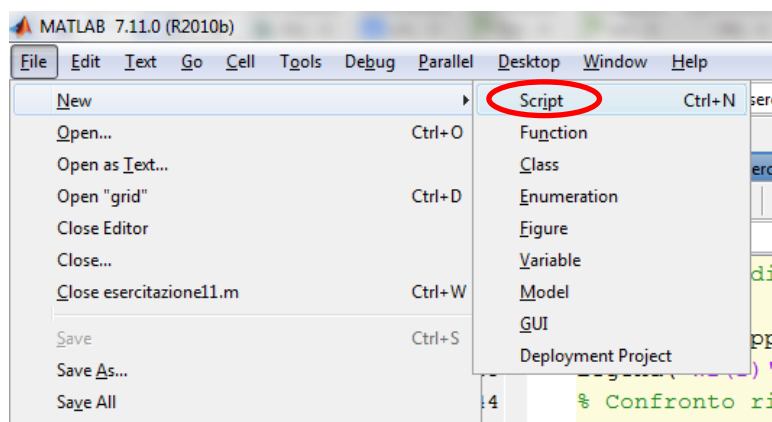 MATLAB 7.11.0 (R2010b)
File Edit Text Go Cell Tools Debug Parallel Desktop Window Help
New
Open... Ctrl+O
Open as Text...
Open "grid" Ctrl+D
Close Editor
Close...
Close esercitazione11.m Ctrl+W
Save Ctrl+S
Save As...
Save All
Script Ctrl+N
Function
Class
Enumeration
Figure
Variable
Model
GUI
Deployment Project
% Confronto ri